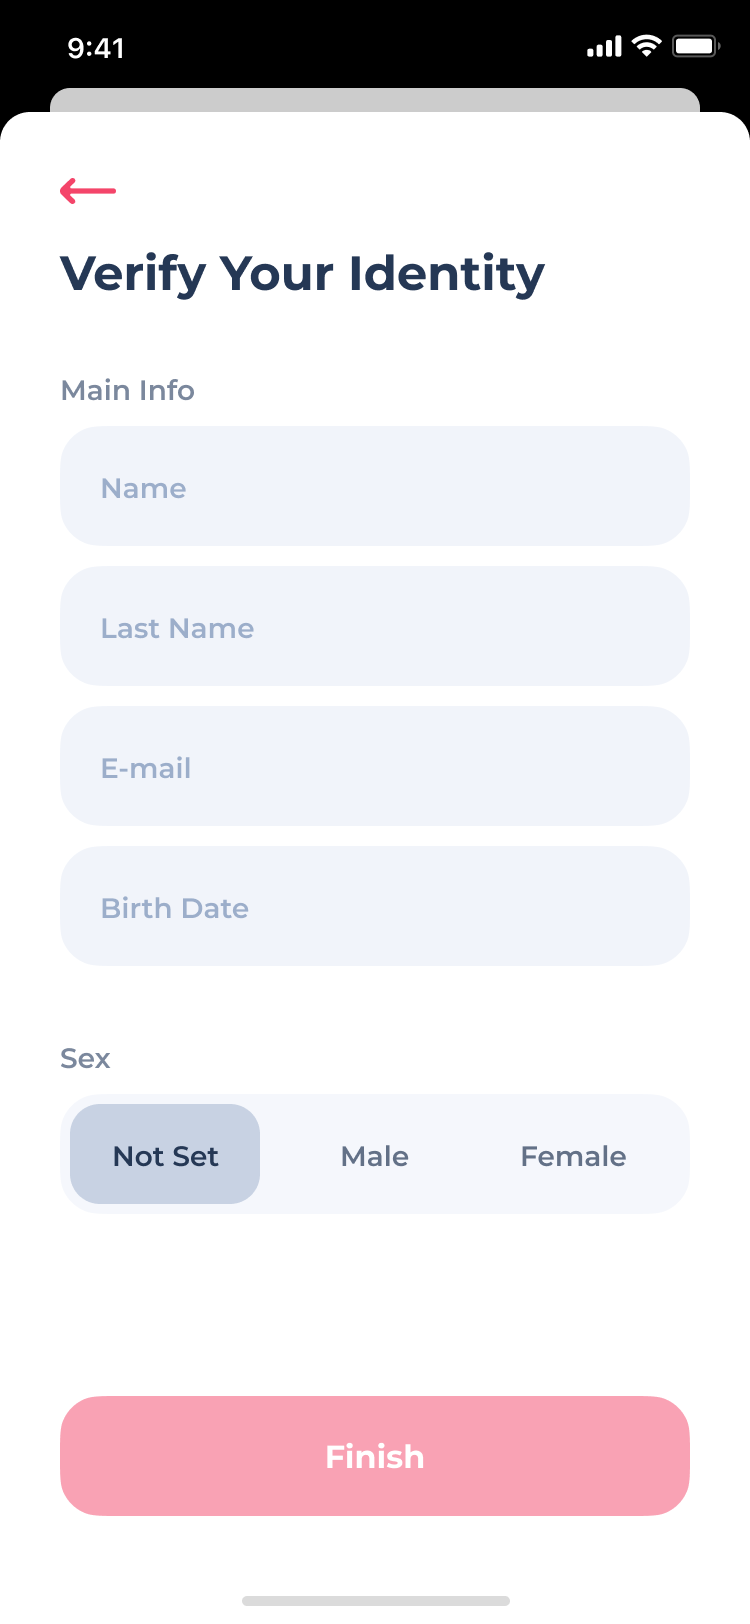 9:41
Verify Your Identity
Main Info
Name
Last Name
E-mail
Birth Date
Sex
Not Set Male Female
Finish